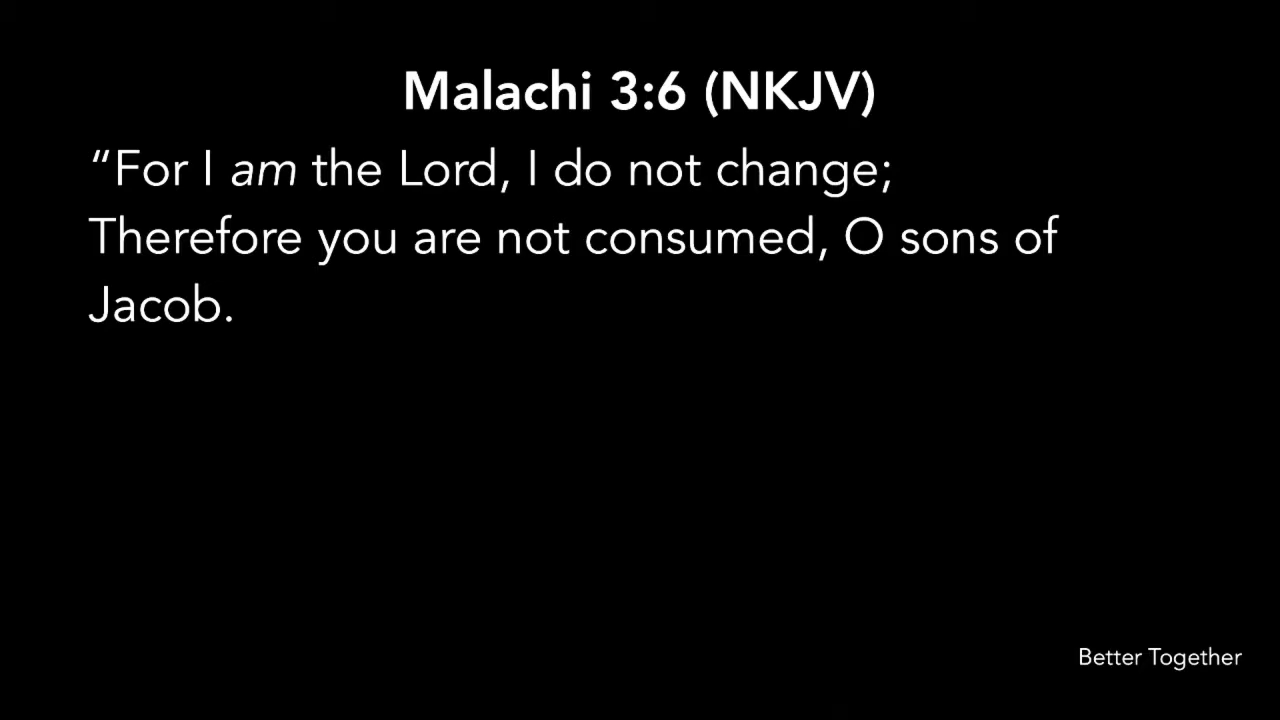 Malachi 3:6 (NKJV)
“For I am the Lord, I do not change;
Therefore you are not consumed, O sons of
Jacob.
Better Together